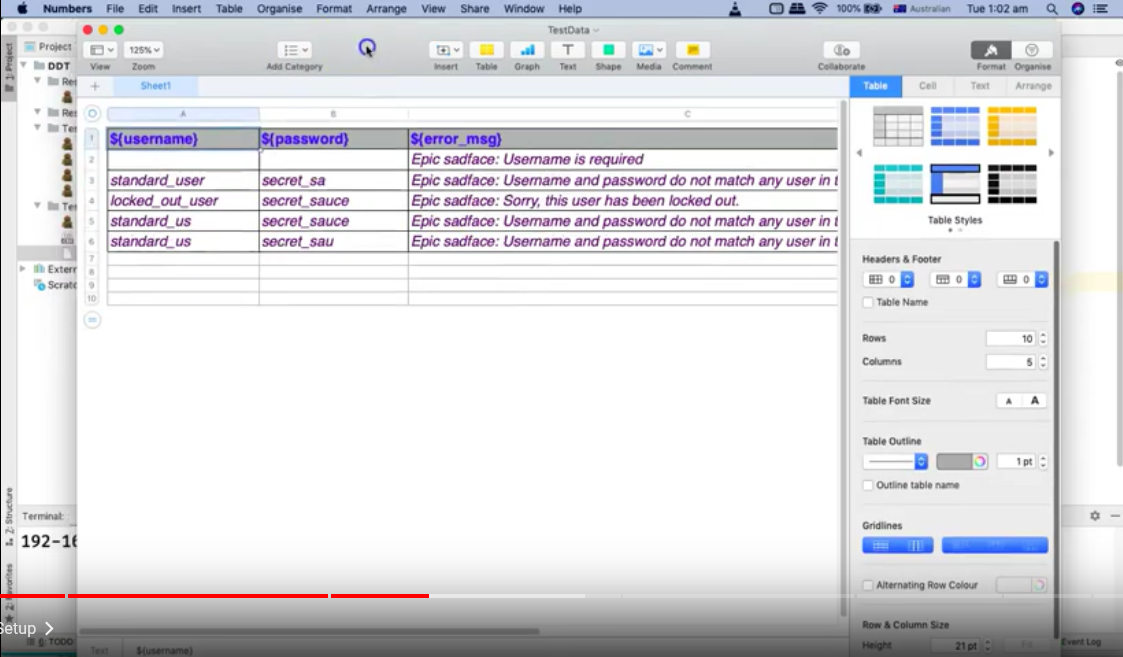 Numbers File Edit Insert Table Organise Format Arrange View Share Window Help 100% Australian Tue 1:02 am
TestData
Project
125%
View Zoom Add Category Insert Table Graph Text Shape Media Comment Collaborate Format Organise
1: Project
DDT
Sheet1
Table Cell Text Arrange
A B C
1 ${username} ${password} ${error_msg}
2 Epic sadface: Username is required
3 standard_user secret_sa Epic sadface: Username and password do not match any user in t
4 locked_out_user secret_sauce Epic sadface: Sorry, this user has been locked out.
5 standard_us secret_sauce Epic sadface: Username and password do not match any user in t
6 standard_us secret_sau Epic sadface: Username and password do not match any user in t
7
8
9
10
Res
Res
Tes
Tes
Extern
Scratc
Table Styles
Headers & Footer
0 0 0
Table Name
Rows 10
Columns 5
Table Font Size A A
Table Outline
1 pt
Outline table name
Gridlines
Alternating Row Colour
Row & Column Size
Height 21 pt Fit
Z: Structure
Terminal:
192-16
2: Favorites
Setup
6: TODO
Text ${username}
Event Log